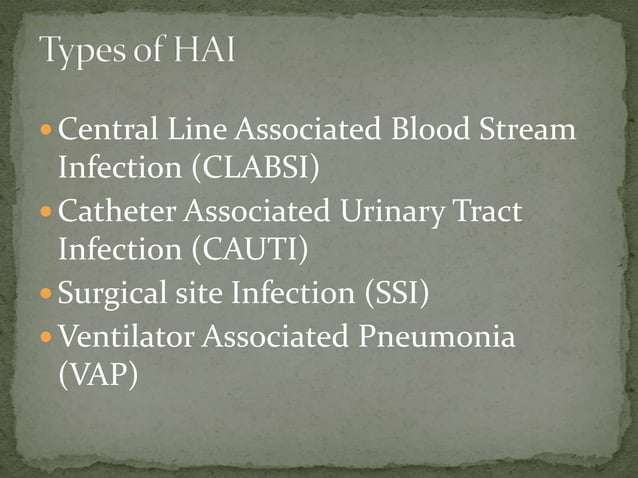 Types of HAI
• Central Line Associated Blood Stream
Infection (CLABSI)
• Catheter Associated Urinary Tract
Infection (CAUTI)
• Surgical site Infection (SSI)
• Ventilator Associated Pneumonia
(VAP)